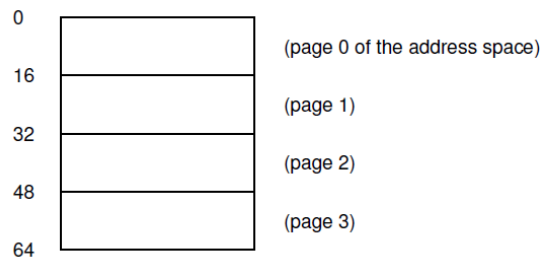 0
(page 0 of the address space)
16
(page 1)
32
(page 2)
48
(page 3)
64